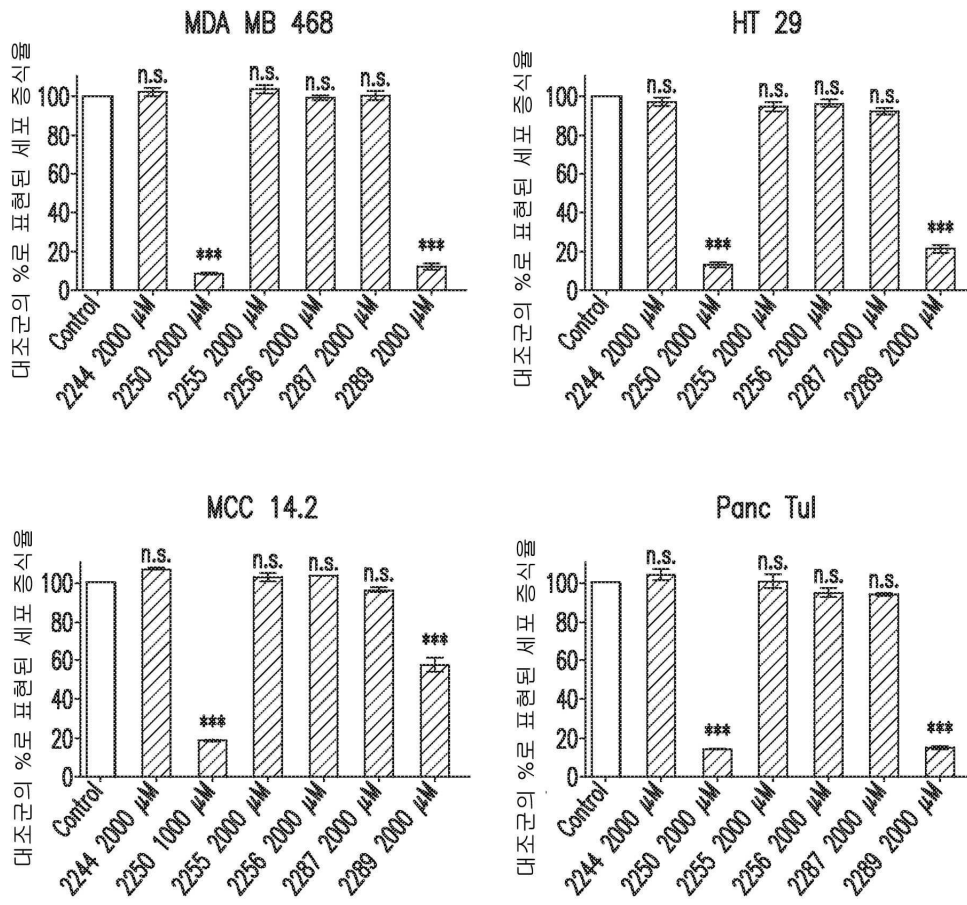 MDA MB 468
대조군의 %로 표현된 세포 증식율
100
80
60
40
20
0
n.s.
***
n.s.
n.s.
n.s.
***
Control
2244 2000 μM
2250 2000 μM
2255 2000 μM
2256 2000 μM
2287 2000 μM
2289 2000 μM
HT 29
대조군의 %로 표현된 세포 증식율
100
80
60
40
20
0
n.s.
***
n.s.
n.s.
n.s.
***
Control
2244 2000 μM
2250 2000 μM
2255 2000 μM
2256 2000 μM
2287 2000 μM
2289 2000 μM
MCC 14.2
대조군의 %로 표현된 세포 증식율
100
80
60
40
20
0
n.s.
***
n.s.
n.s.
n.s.
***
Control
2244 2000 μM
2250 1000 μM
2255 2000 μM
2256 2000 μM
2287 2000 μM
2289 2000 μM
Panc Tul
대조군의 %로 표현된 세포 증식율
100
80
60
40
20
0
n.s.
***
n.s.
n.s.
n.s.
***
Control
2244 2000 μM
2250 2000 μM
2255 2000 μM
2256 2000 μM
2287 2000 μM
2289 2000 μM